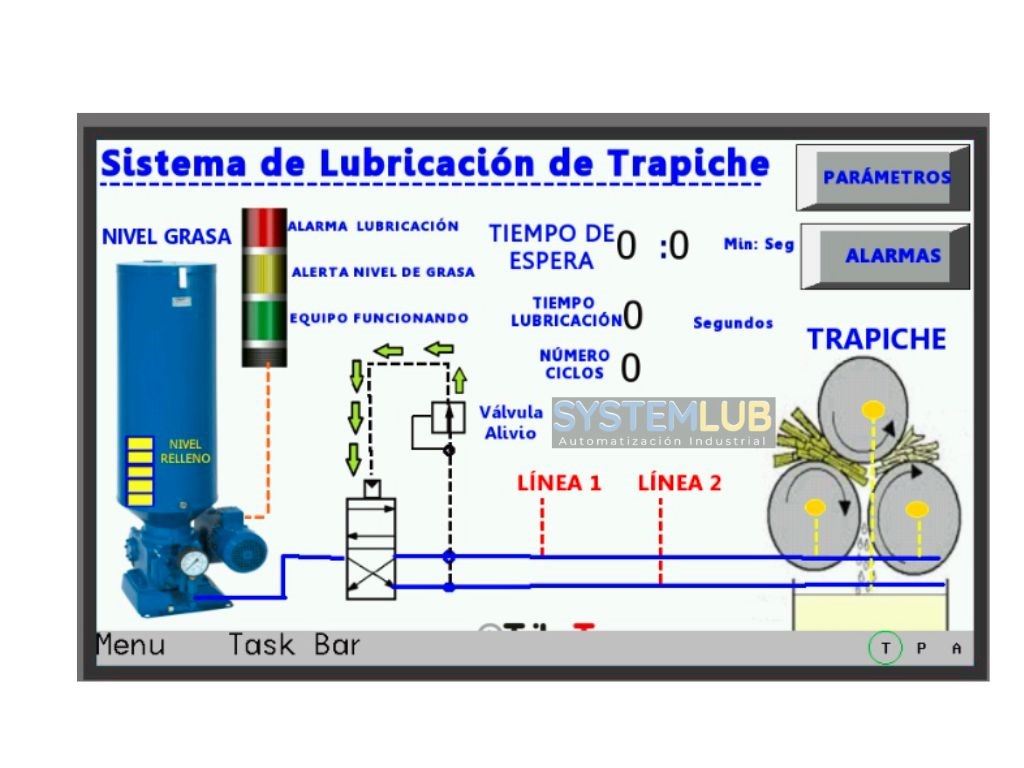 Sistema de Lubricación de Trapiche
PARÁMETROS
ALARMAS
NIVEL GRASA
ALARMA LUBRICACIÓN
ALERTA NIVEL DE GRASA
EQUIPO FUNCIONANDO
TIEMPO DE
ESPERA
0 :0
Min: Seg
TIEMPO
LUBRICACIÓN
0
Segundos
NÚMERO
CICLOS
0
TRAPICHE
Válvula
Alivio
SYSTEMLUB
Automatización Industrial
NIVEL
RELLENO
LÍNEA 1
LÍNEA 2
Menu
Task Bar
T
P
A